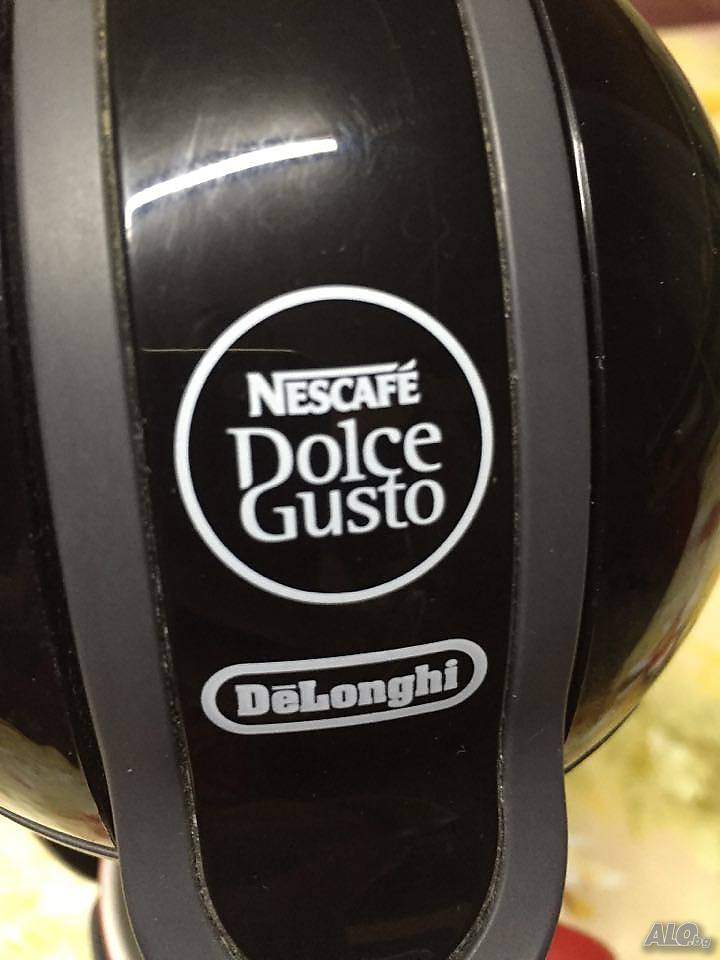 NESCAFÉ
Dolce
Gusto
DēLonghi
ALO.bg